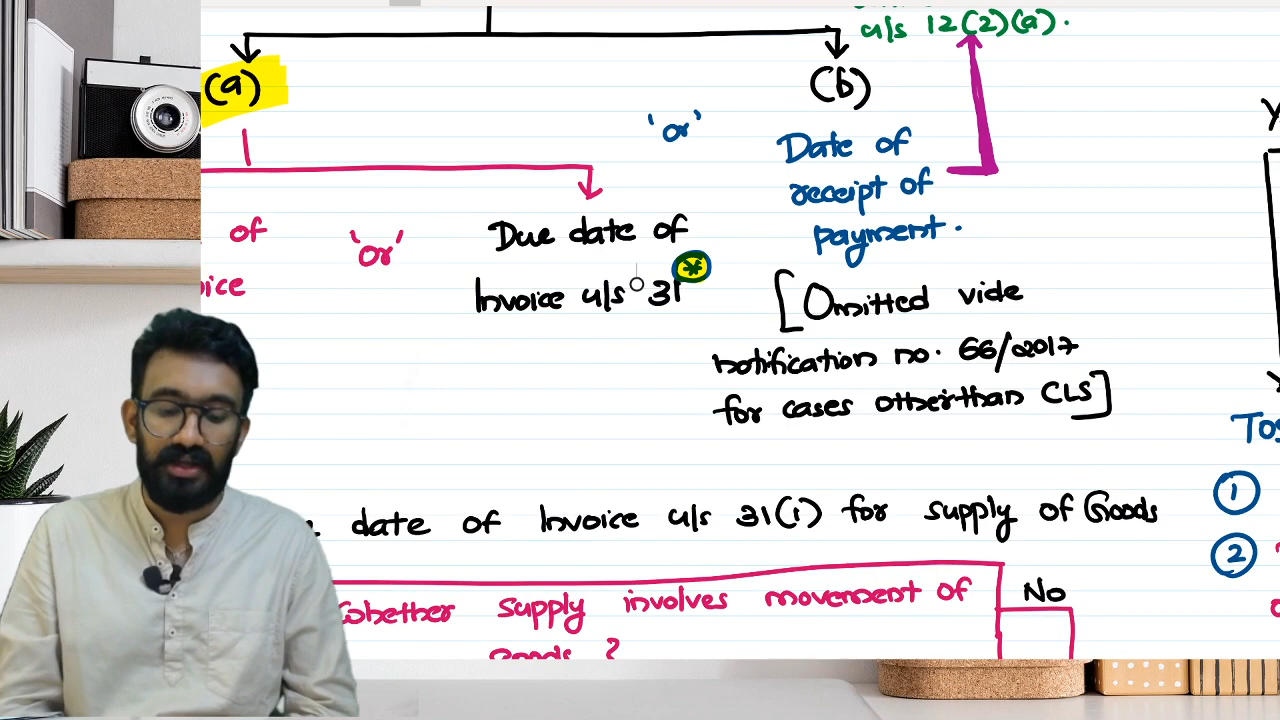 u/s 12(2)(a).
(a)
(b)
'or'
Date of
receipt of
payment.
of
'or'
Due date of
Invoice u/s 31*
[Omitted vide
notification no. 66/2017
for cases otherthan CLS]
date of Invoice u/s 31(1) for supply of Goods
Whether supply involves movement of
goods ?
No
1
2